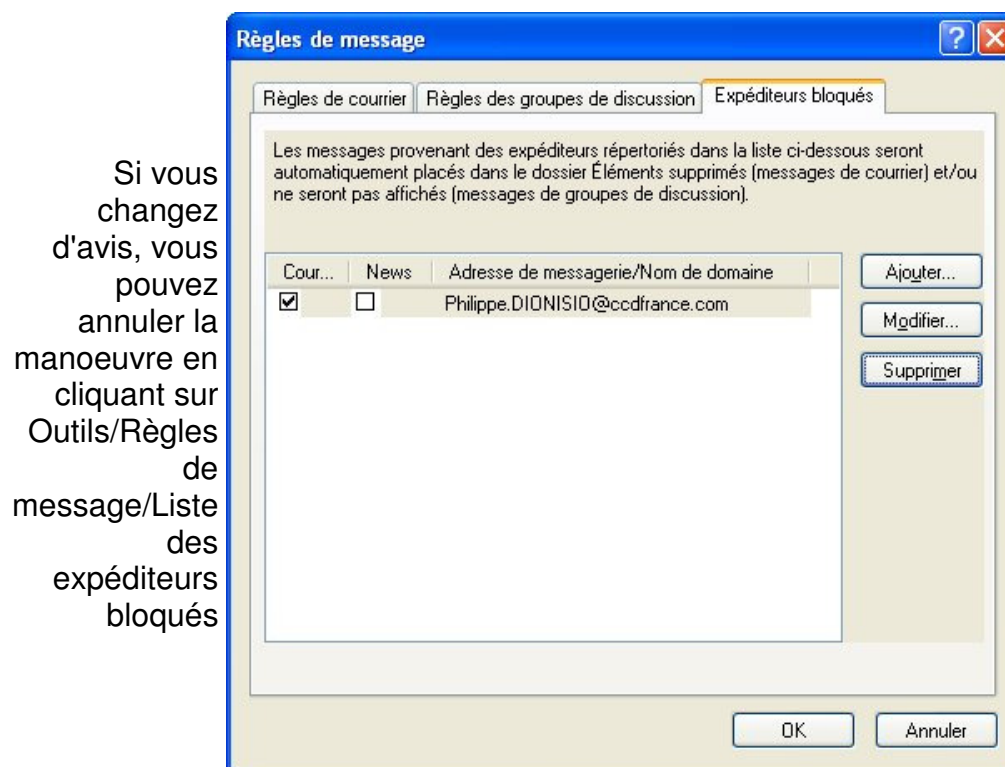 Si vous
changez
d'avis, vous
pouvez
annuler la
manoeuvre en
cliquant sur
Outils/Règles
de
message/Liste
des
expéditeurs
bloqués
Règles de message
Règles de courrier Règles des groupes de discussion Expéditeurs bloqués
Les messages provenant des expéditeurs répertoriés dans la liste ci-dessous seront
automatiquement placés dans le dossier Éléments supprimés (messages de courrier) et/ou
ne seront pas affichés (messages de groupes de discussion).
Cour... News Adresse de messagerie/Nom de domaine
Philippe.DIONISIO@ccdfrance.com
Ajouter...
Modifier...
Supprimer
OK Annuler